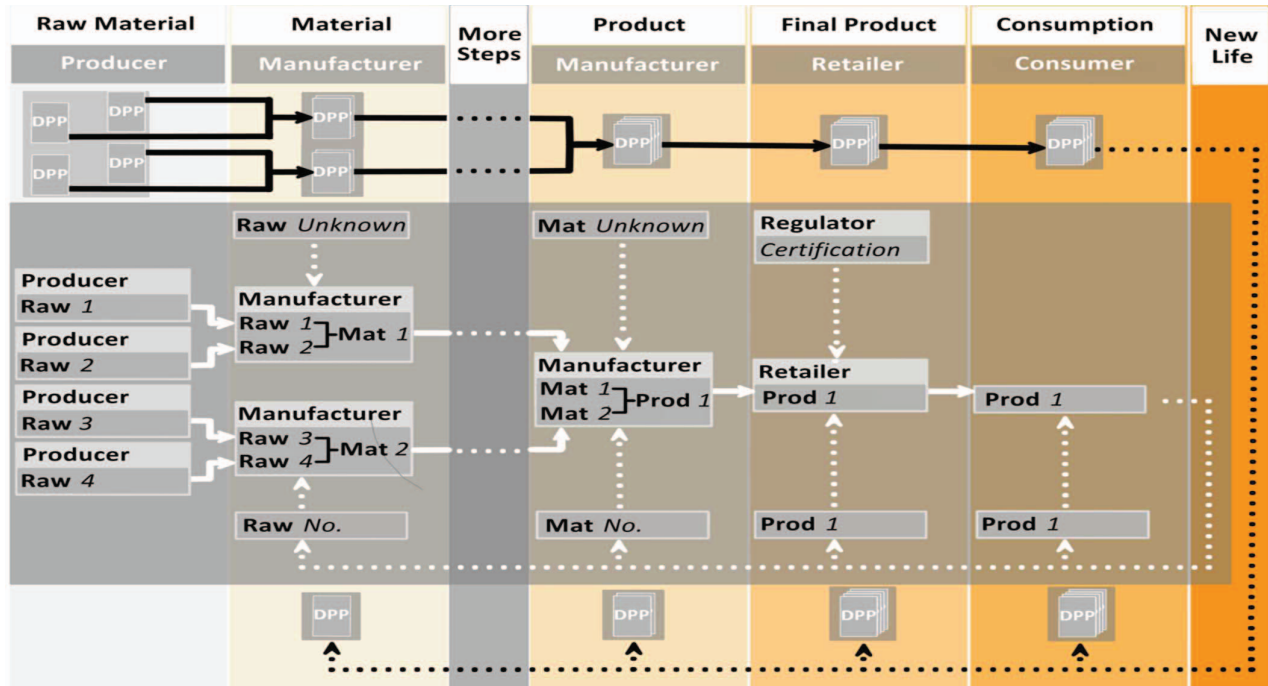 Raw Material
Producer
Material
Manufacturer
More
Steps
Product
Manufacturer
Final Product
Retailer
Consumption
Consumer
New
Life
DPP
DPP
DPP
DPP
DPP
DPP
DPP
DPP
DPP
Raw Unknown
Mat Unknown
Regulator
Certification
Producer
Raw 1
Producer
Raw 2
Producer
Raw 3
Producer
Raw 4
Manufacturer
Raw 1
Raw 2
Mat 1
Manufacturer
Raw 3
Raw 4
Mat 2
Manufacturer
Mat 1
Mat 2
Prod 1
Retailer
Prod 1
Prod 1
Raw No.
Mat No.
Prod 1
Prod 1
DPP
DPP
DPP
DPP